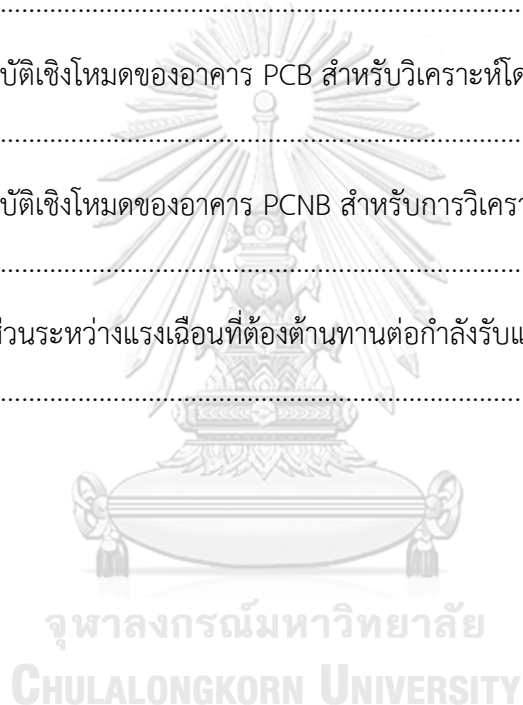 ................................................................
บัติเชิงโหมดของอาคาร PCB สำหรับวิเคราะห์โด
................................................................
บัติเชิงโหมดของอาคาร PCNB สำหรับการวิเครา
................................................................
ส่วนระหว่างแรงเฉือนที่ต้องต้านทานต่อกำลังรับแ
................................................................
จุฬาลงกรณ์มหาวิทยาลัย
CHULALONGKORN UNIVERSITY